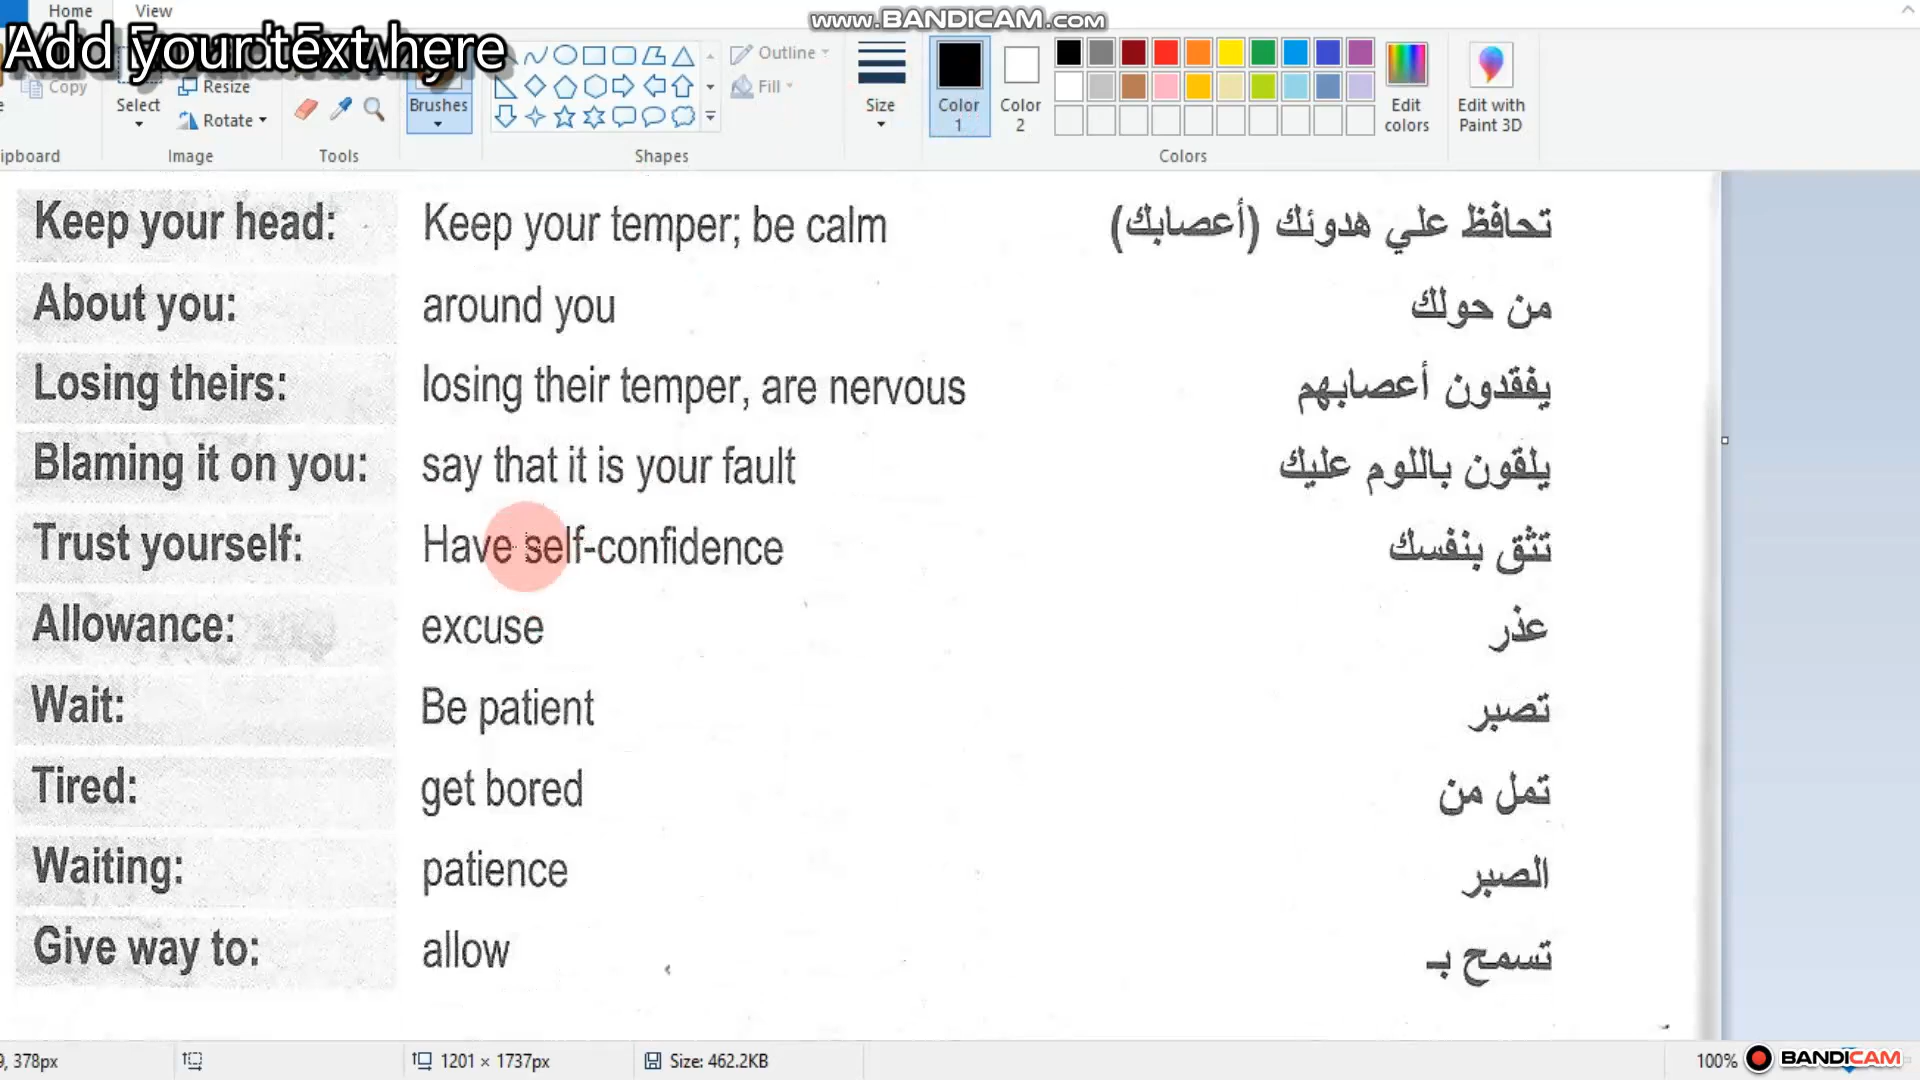 www.BANDICAM.com
Home View
Add your text here
Copy
Select
Resize
Rotate
Brushes
Outline
Fill
Size
Color 1
Color 2
Edit colors
Edit with Paint 3D
ipboard Image Tools Shapes Colors
Keep your head: Keep your temper; be calm تحافظ علي هدوئك (أعصابك)
About you: around you من حولك
Losing theirs: losing their temper, are nervous يفقدون أعصابهم
Blaming it on you: say that it is your fault يلقون باللوم عليك
Trust yourself: Have self-confidence تثق بنفسك
Allowance: excuse عذر
Wait: Be patient تصبر
Tired: get bored تمل من
Waiting: patience الصبر
Give way to: allow تسمح بـ
9, 378px 1201 × 1737px Size: 462.2KB 100% BANDICAM